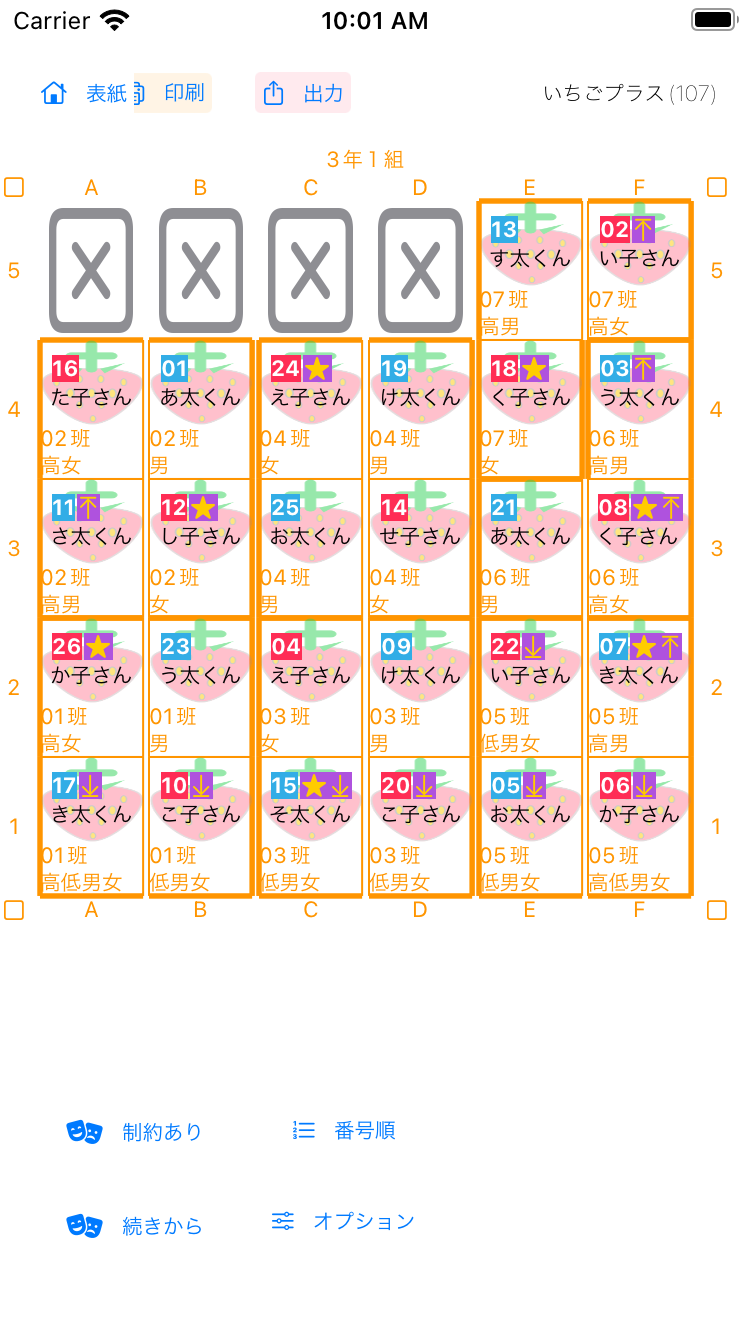 Carrier 10:01 AM
表紙 印刷 出力 いちごプラス(107)
３年１組
A B C D E F
5 X X X X 13 02 5
す太くん い子さん
07班 07班
高男 高女
4 16 01 24 19 18 03 4
た子さん あ太くん え子さん け太くん く子さん う太くん
02班 02班 04班 04班 07班 06班
高女 男 女 男 女 高男
3 11 12 25 14 21 08 3
さ太くん し子さん お太くん せ子さん あ太くん く子さん
02班 02班 04班 04班 06班 06班
高男 女 男 女 男 高女
2 26 23 04 09 22 07 2
か子さん う太くん え子さん け太くん い子さん き太くん
01班 01班 03班 03班 05班 05班
高女 男 女 男 低男女 高男
1 17 10 15 20 05 06 1
き太くん こ子さん そ太くん こ子さん お太くん か子さん
01班 01班 03班 03班 05班 05班
高低男女 低男女 低男女 低男女 低男女 高低男女
A B C D E F
制約あり 番号順
続きから オプション